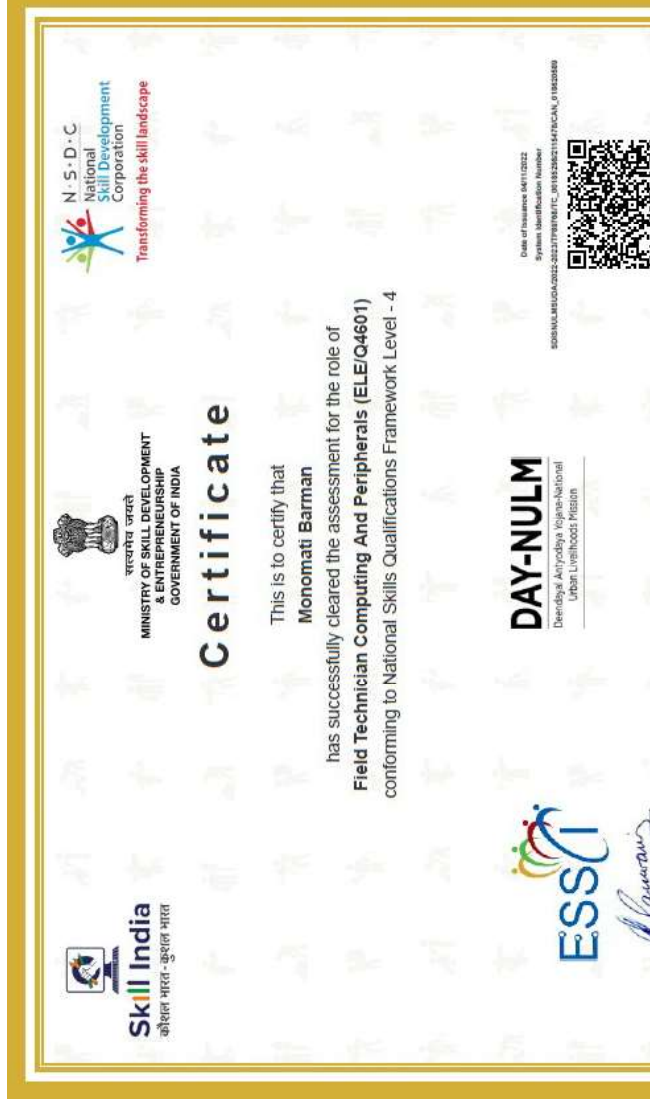 Skill India
कौशल भारत - कुशल भारत
सत्यमेव जयते
MINISTRY OF SKILL DEVELOPMENT
& ENTREPRENEURSHIP
GOVERNMENT OF INDIA
N·S·D·C
National
Skill Development
Corporation
Transforming the skill landscape
Certificate
This is to certify that
Monomati Barman
has successfully cleared the assessment for the role of
Field Technician Computing And Peripherals (ELE/Q4601)
conforming to National Skills Qualifications Framework Level - 4
ESSCI
DAY-NULM
Deendayal Antyodaya Yojana-National
Urban Livelihoods Mission
Date of Issuance 04/11/2022
System Identification Number